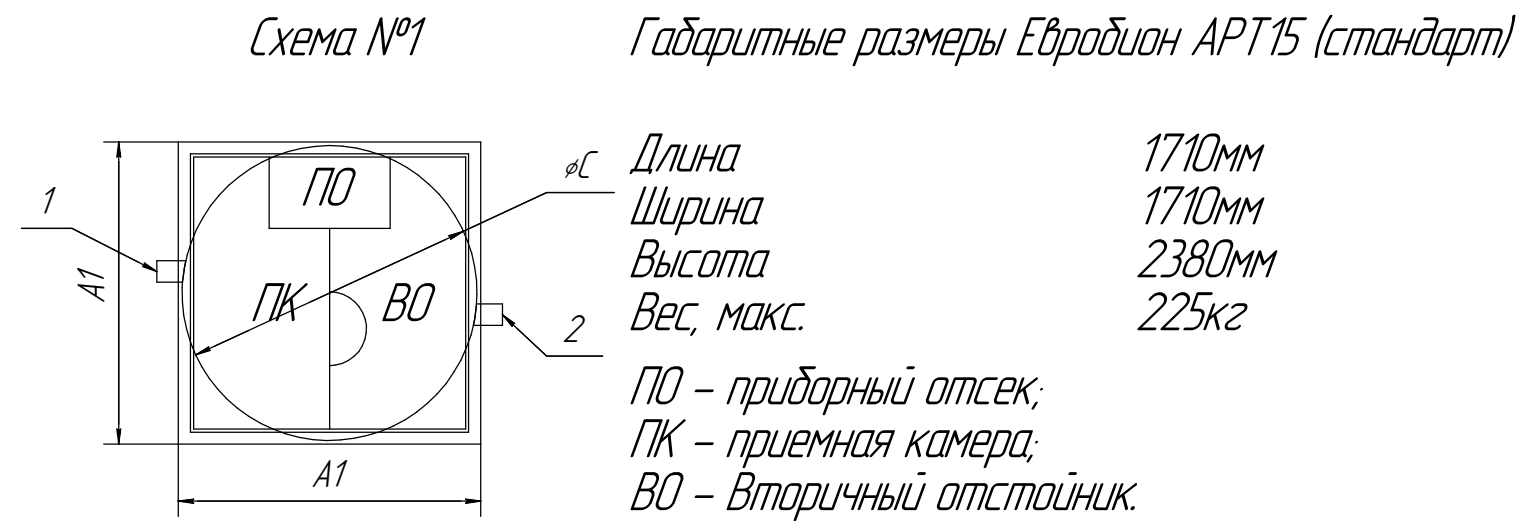 Схема №1
Габаритные размеры Евробион АРТ15 (стандарт)
Длина 1710мм
Ширина 1710мм
Высота 2380мм
Вес, макс. 225кг
ПО – приборный отсек;
ПК – приемная камера;
ВО – Вторичный отстойник.
ПО
øС
1
А1
ПК
ВО
2
А1